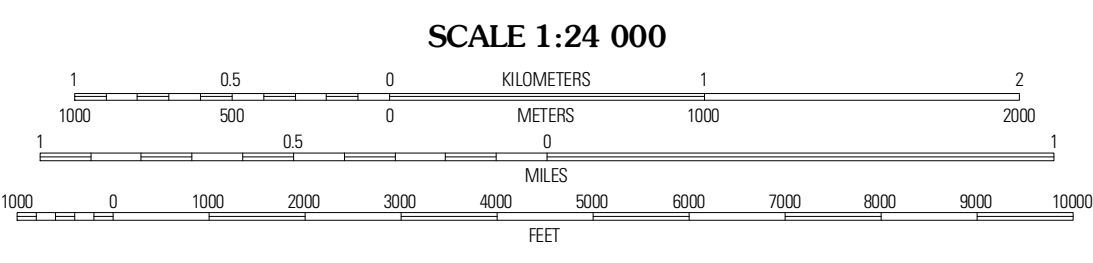 SCALE 1:24 000
1 0.5 0 KILOMETERS 1 2
1000 500 0 METERS 1000 2000
1 0.5 0 1
MILES
1000 0 1000 2000 3000 4000 5000 6000 7000 8000 9000 10000
FEET